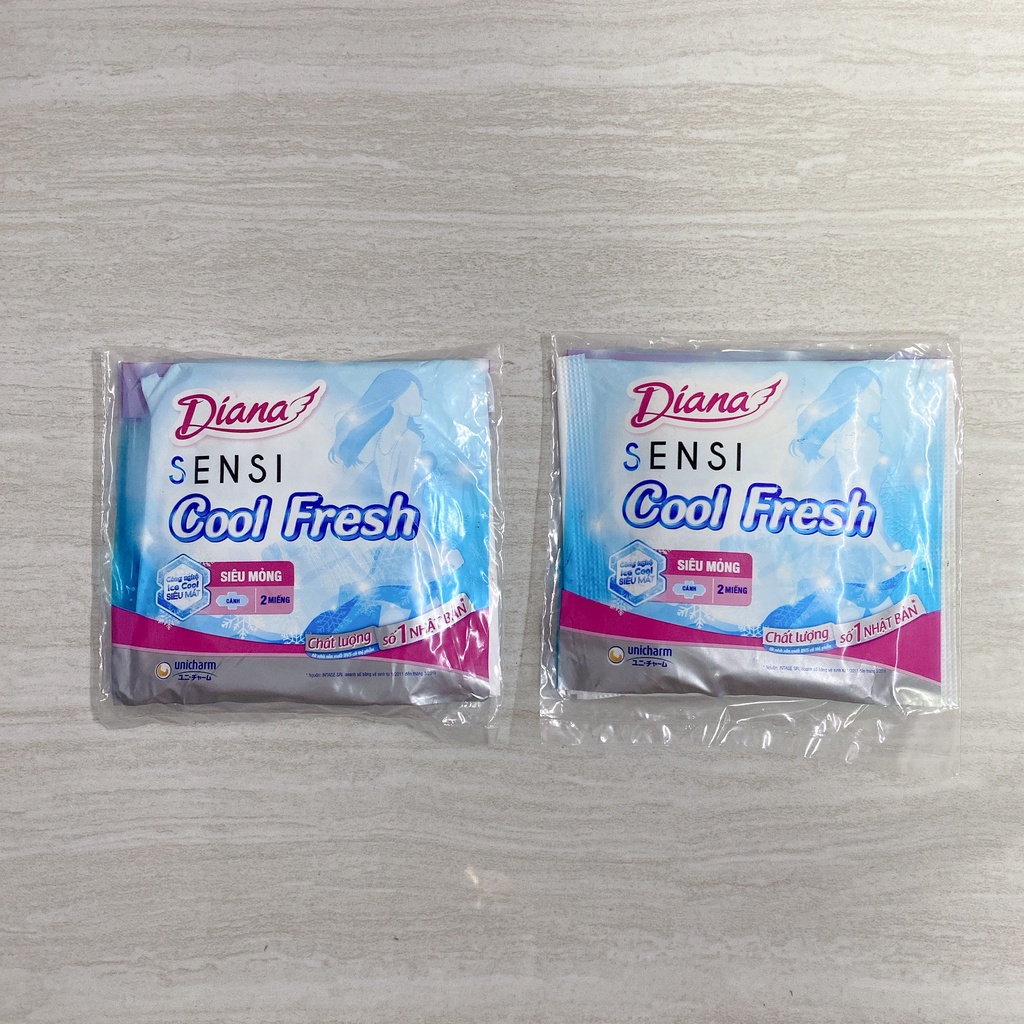 Diana
SENSI
Cool Fresh
Công nghệ
Ice Cool
SIÊU MÁT
SIÊU MỎNG
CÁNH
2 MIẾNG
Chất lượng
số 1 NHẬT BẢN*
unicharm
ユニ・チャーム
Diana
SENSI
Cool Fresh
Công nghệ
Ice Cool
SIÊU MÁT
SIÊU MỎNG
CÁNH
2 MIẾNG
Chất lượng
số 1 NHẬT BẢN*
unicharm
ユニ・チャーム